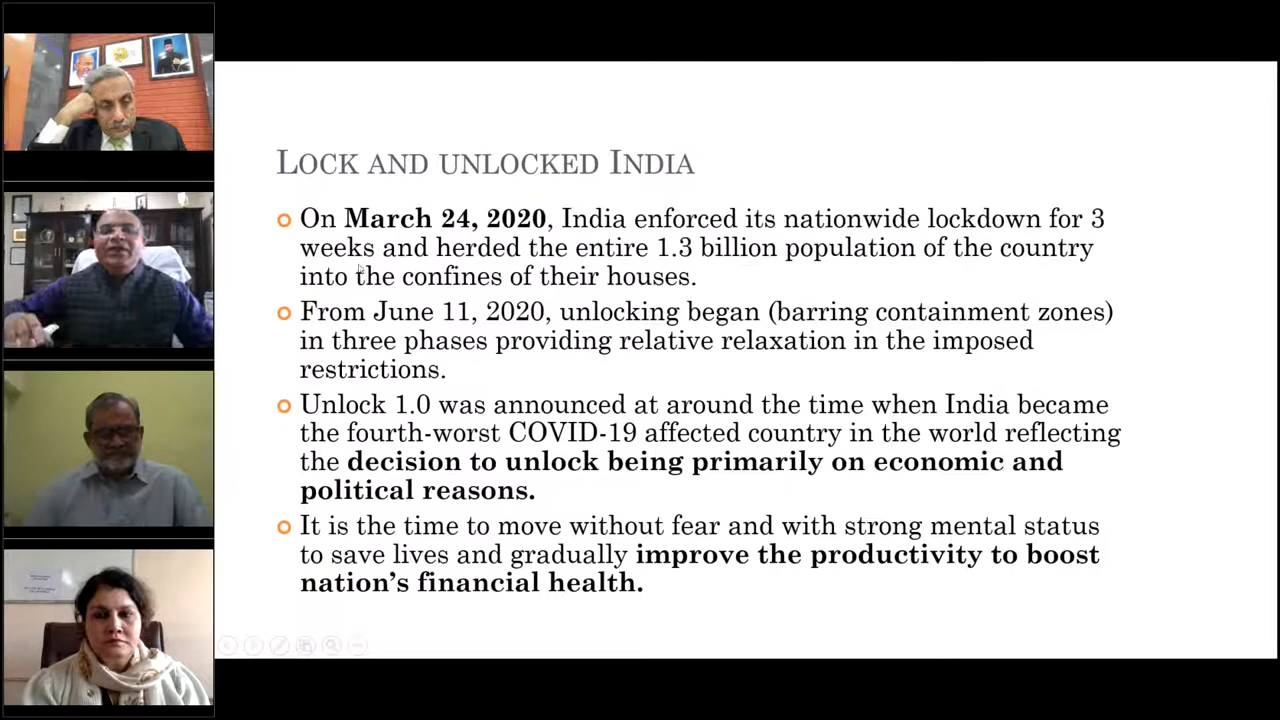 LOCK AND UNLOCKED INDIA
On March 24, 2020, India enforced its nationwide lockdown for 3
weeks and herded the entire 1.3 billion population of the country
into the confines of their houses.
From June 11, 2020, unlocking began (barring containment zones)
in three phases providing relative relaxation in the imposed
restrictions.
Unlock 1.0 was announced at around the time when India became
the fourth-worst COVID-19 affected country in the world reflecting
the decision to unlock being primarily on economic and
political reasons.
It is the time to move without fear and with strong mental status
to save lives and gradually improve the productivity to boost
nation’s financial health.